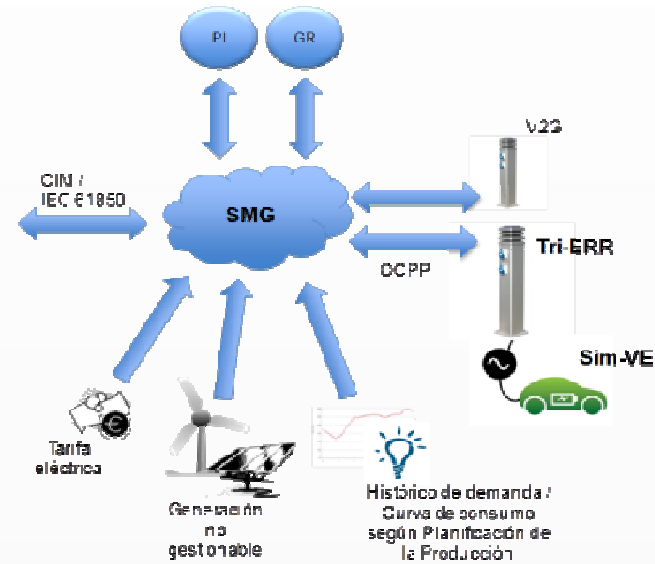 PI GR
V2G
CIM /
IEC 61850
SMG
Tri-ERR
OCPP
Sim-VE
Tarifa
eléctrica
Generación
no
gestionable
Histórico de demanda /
Curva de consumo
según Planificación de
la Producción